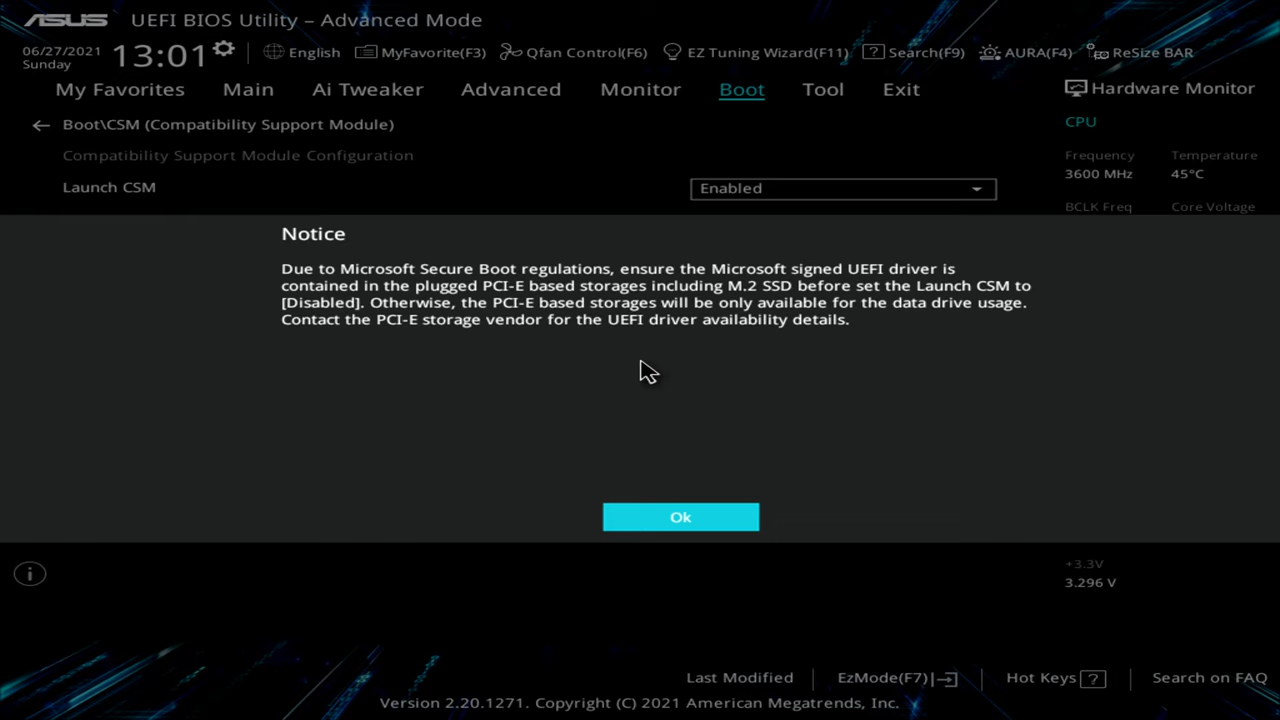 ASUS UEFI BIOS Utility – Advanced Mode
06/27/2021
Sunday
13:01
English MyFavorite(F3) Qfan Control(F6) EZ Tuning Wizard(F11) ? Search(F9) AURA(F4) ReSize BAR
My Favorites Main Ai Tweaker Advanced Monitor Boot Tool Exit
Hardware Monitor
← Boot\CSM (Compatibility Support Module)
CPU
Compatibility Support Module Configuration
Frequency Temperature
3600 MHz 45°C
Launch CSM Enabled
BCLK Freq Core Voltage
Notice
Due to Microsoft Secure Boot regulations, ensure the Microsoft signed UEFI driver is
contained in the plugged PCI-E based storages including M.2 SSD before set the Launch CSM to
[Disabled]. Otherwise, the PCI-E based storages will be only available for the data drive usage.
Contact the PCI-E storage vendor for the UEFI driver availability details.
Ok
i
+3.3V
3.296 V
Last Modified EzMode(F7) Hot Keys ? Search on FAQ
Version 2.20.1271. Copyright (C) 2021 American Megatrends, Inc.